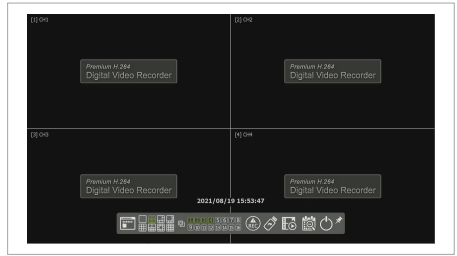 [1] CH1
[2] CH2
Premium H.264
Digital Video Recorder
Premium H.264
Digital Video Recorder
[3] CH3
[4] CH4
Premium H.264
Digital Video Recorder
Premium H.264
Digital Video Recorder
2021/08/19 15:53:47
REC